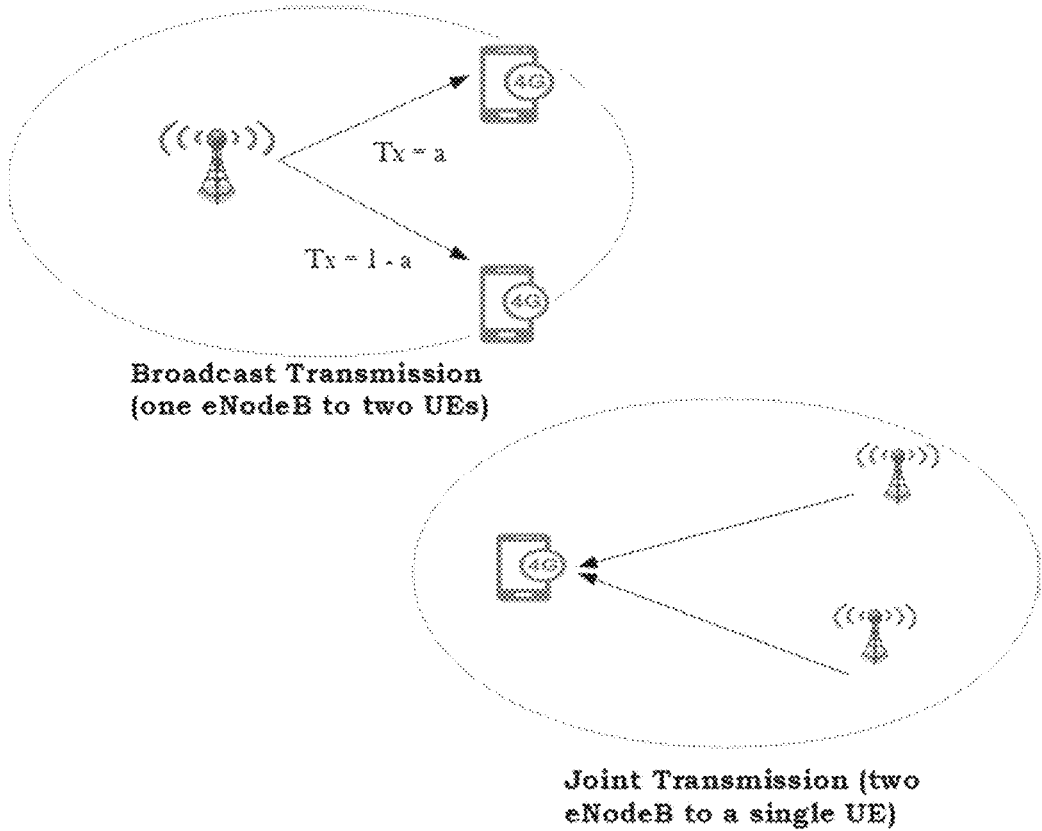 4G
Tx = a
Tx = 1 - a
4G
Broadcast Transmission
(one eNodeB to two UEs)
4G
Joint Transmission (two
eNodeB to a single UE)